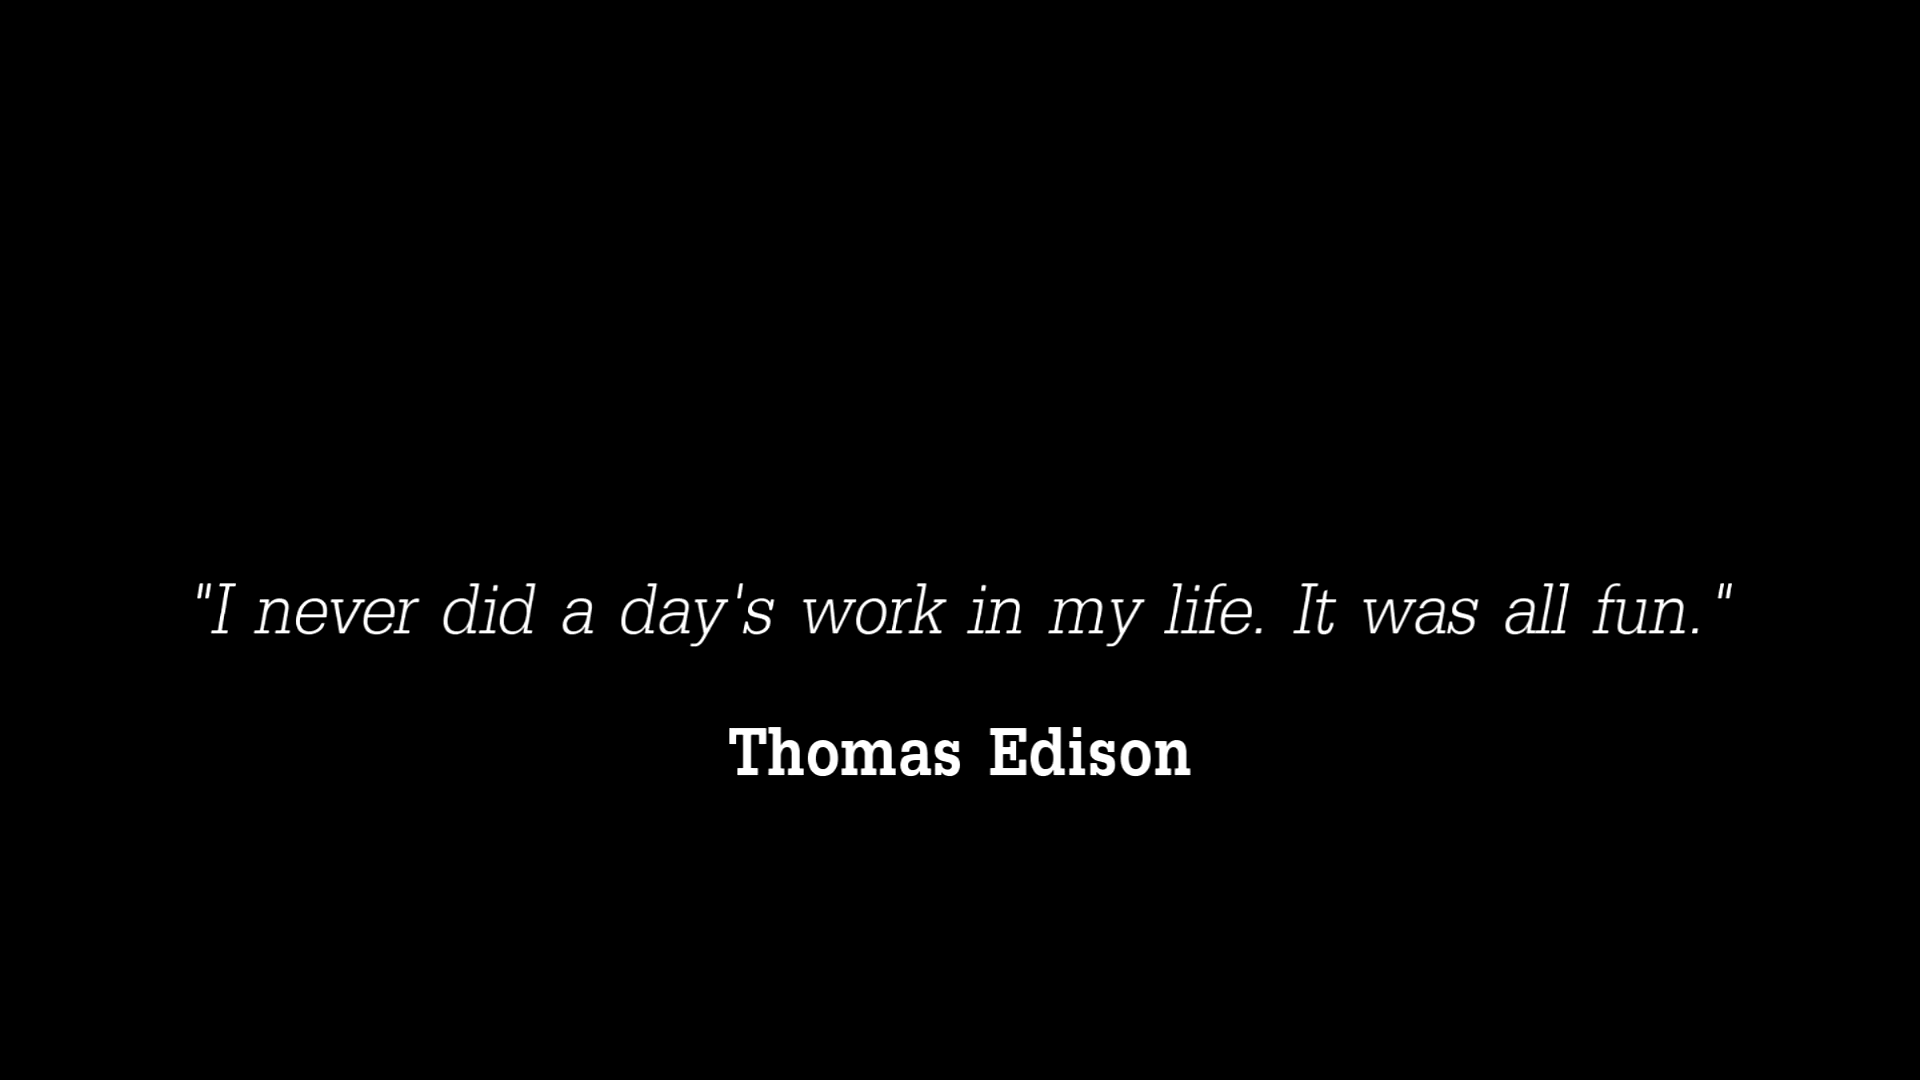 "I never did a day's work in my life. It was all fun."
Thomas Edison